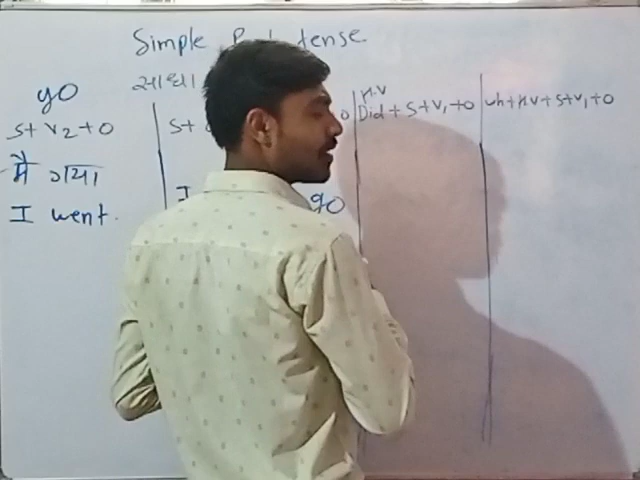 Simple tense
साधा
go
S + V2 + O
मैं गया
I went.
S +
I go
H.V
Did + S + V1 + O
wh + H.V + S + V1 + O